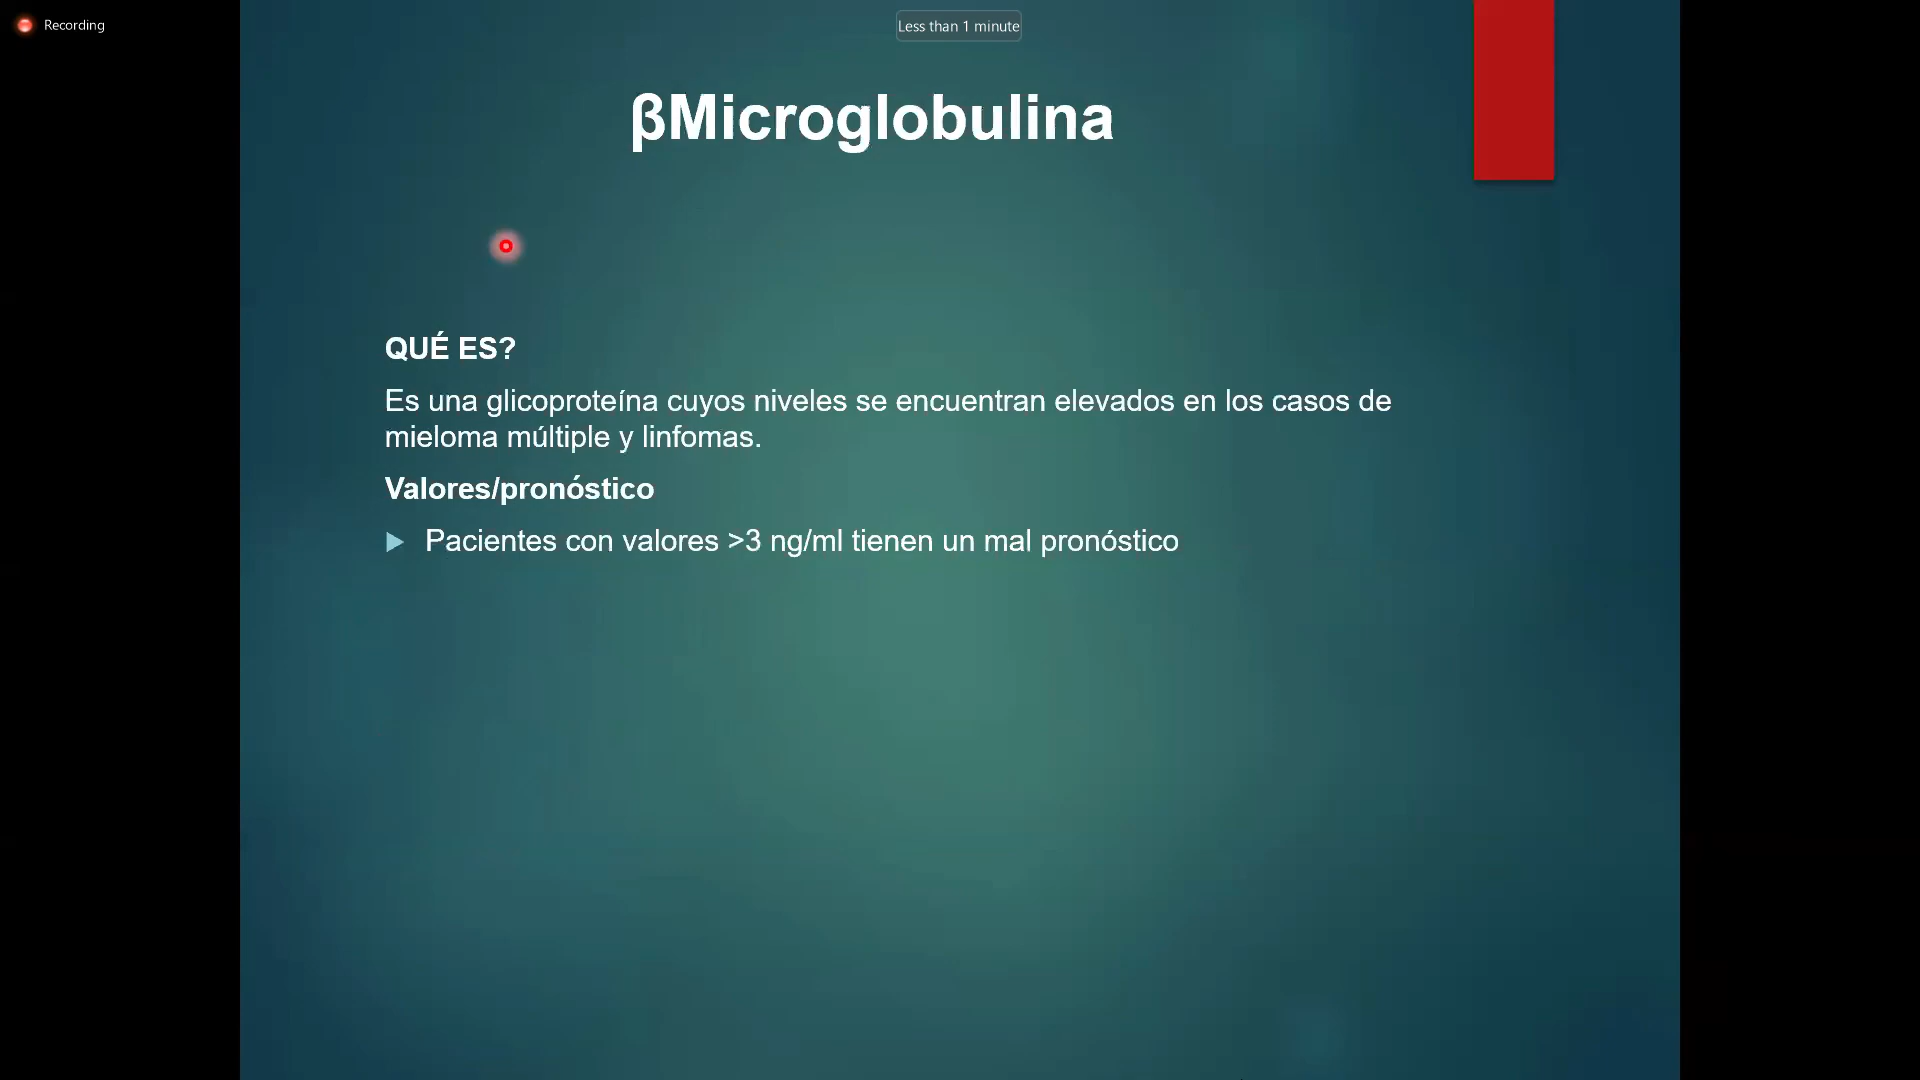 Recording
Less than 1 minute
βMicroglobulina
QUÉ ES?
Es una glicoproteína cuyos niveles se encuentran elevados en los casos de
mieloma múltiple y linfomas.
Valores/pronóstico
Pacientes con valores >3 ng/ml tienen un mal pronóstico